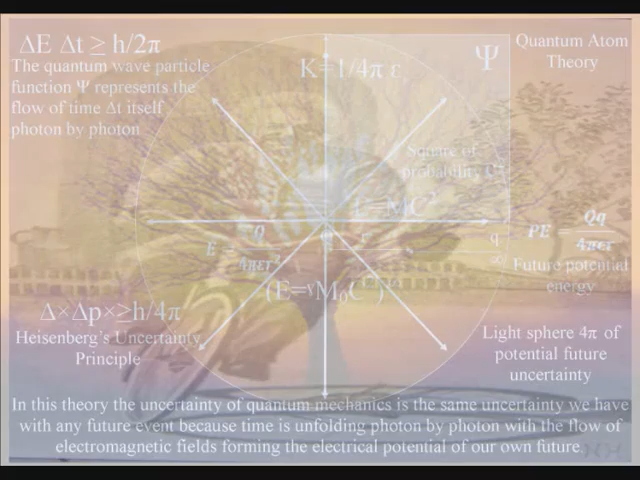 ΔE Δt ≥ h/2π
The quantum wave particle
function Ψ represents the
flow of time Δt itself
photon by photon
K=1/4π ε
Ψ
Quantum Atom
Theory
Square of
probability
E=MC²
E = Q/4πεr²
r
q
∞
PE = Qq/4πεr
Future potential
energy
Δ×Δp×≥h/4π
Heisenberg's Uncertainty
Principle
Light sphere 4π of
potential future
uncertainty
In this theory the uncertainty of quantum mechanics is the same uncertainty we have
with any future event because time is unfolding photon by photon with the flow of
electromagnetic fields forming the electrical potential of our own future